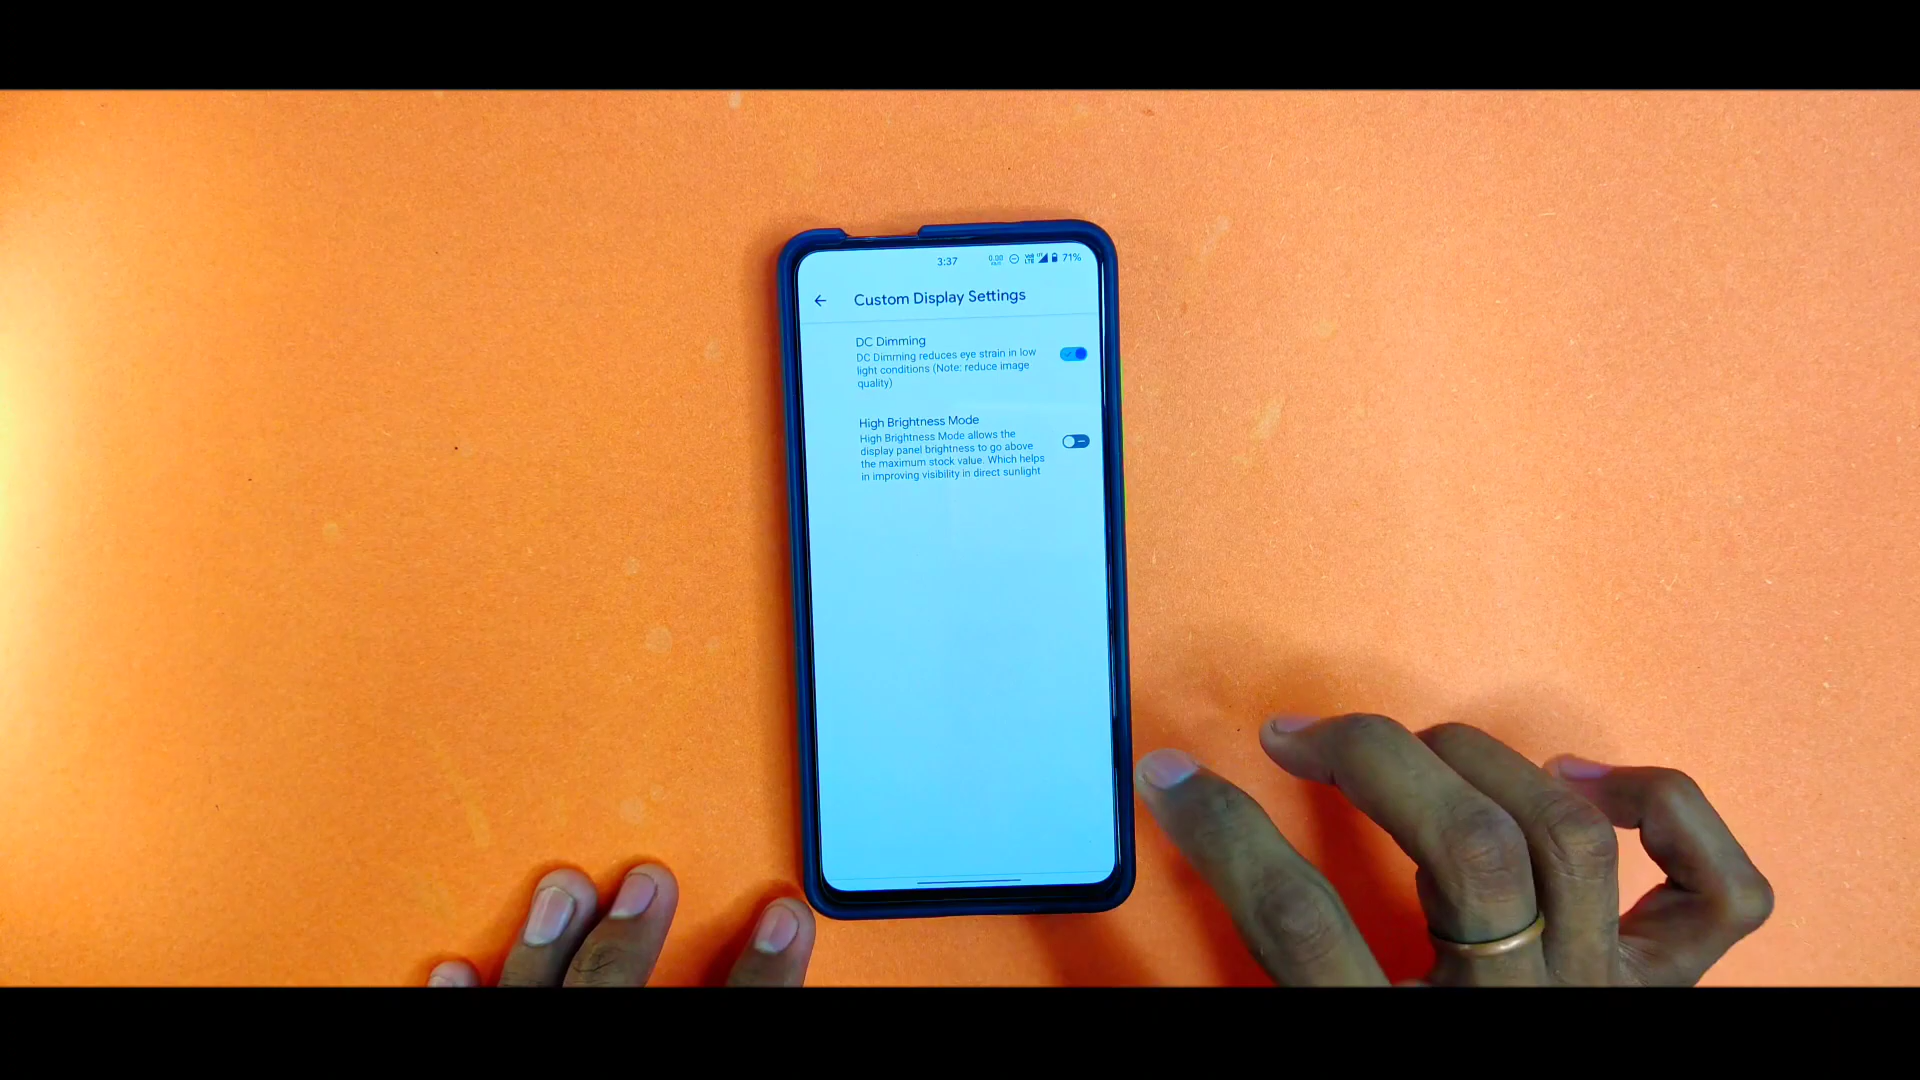 3:37
0.00
71%
Custom Display Settings
DC Dimming
DC Dimming reduces eye strain in low
light conditions (Note: reduce image
quality)
High Brightness Mode
High Brightness Mode allows the
display panel brightness to go above
the maximum stock value. Which helps
in improving visibility in direct sunlight